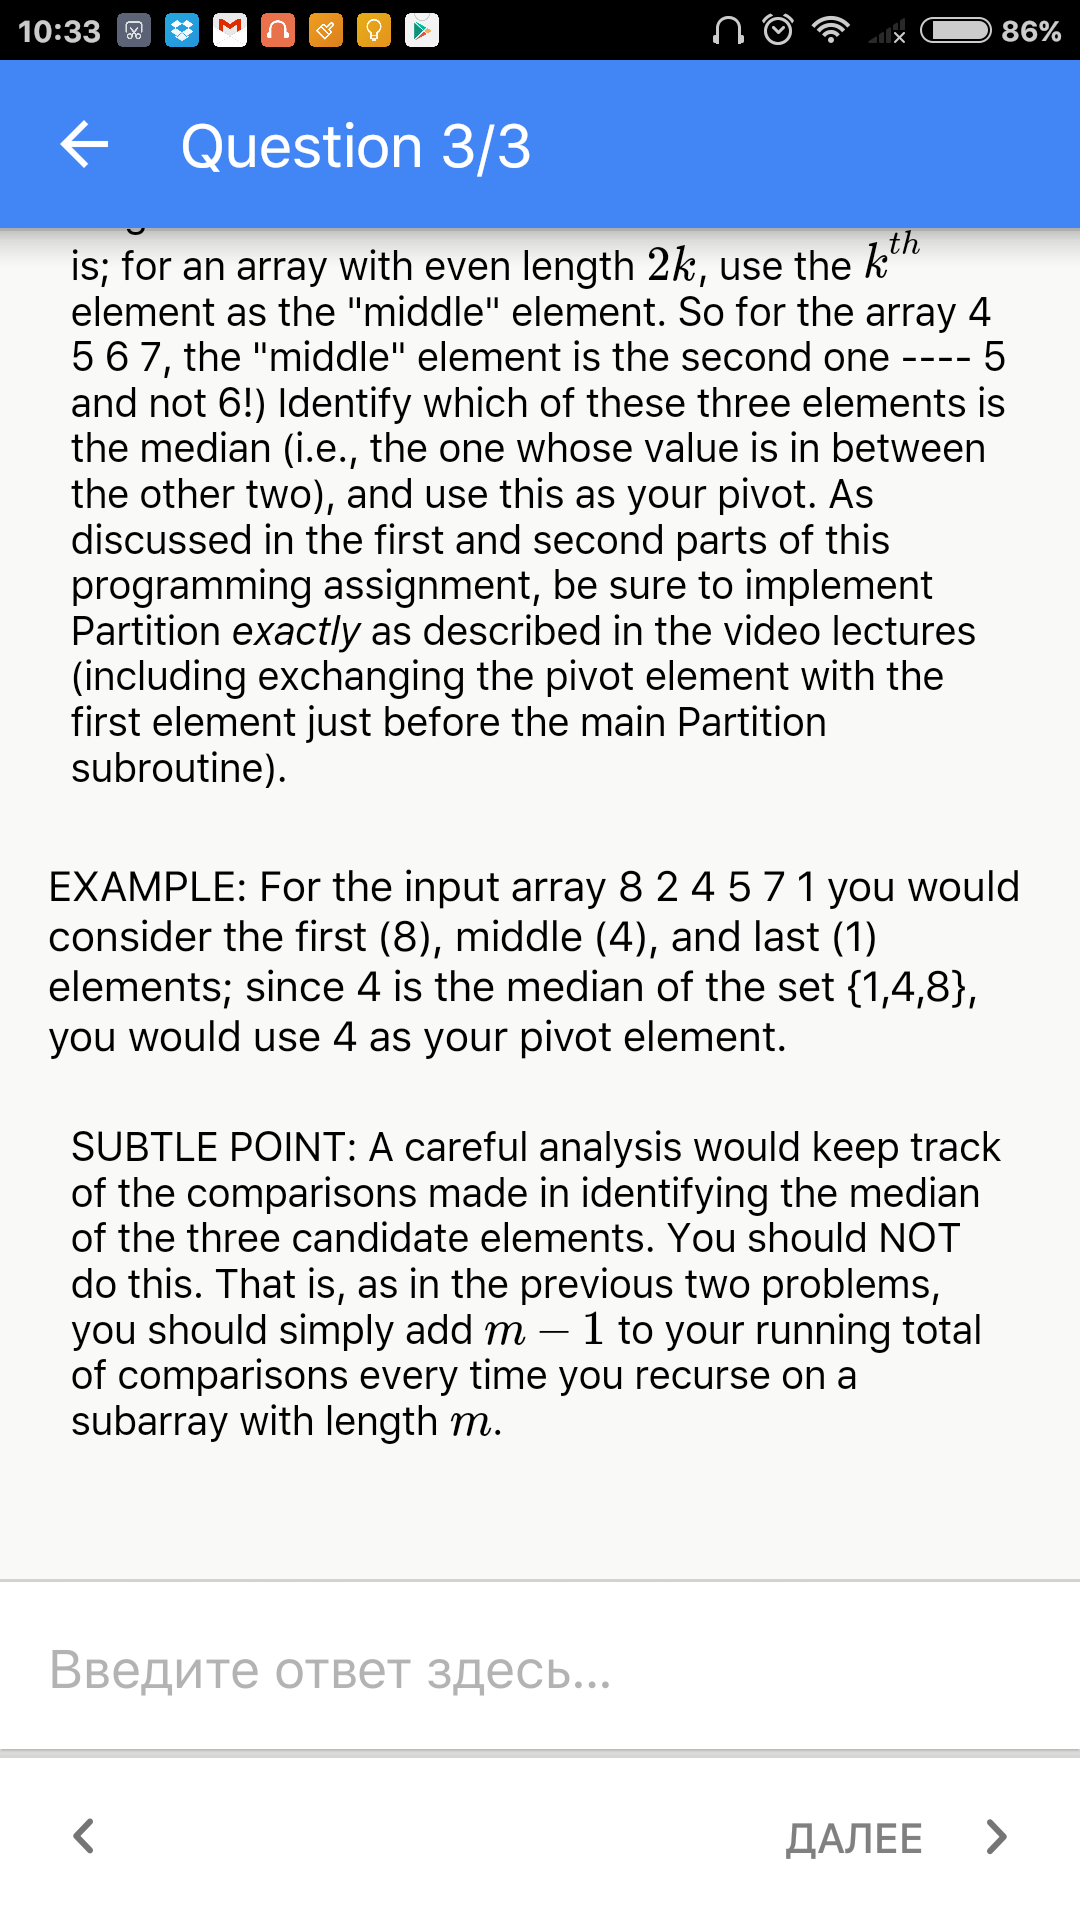 10:33
86%
Question 3/3
is; for an array with even length 2k, use the k^th
element as the "middle" element. So for the array 4
5 6 7, the "middle" element is the second one ---- 5
and not 6!) Identify which of these three elements is
the median (i.e., the one whose value is in between
the other two), and use this as your pivot. As
discussed in the first and second parts of this
programming assignment, be sure to implement
Partition exactly as described in the video lectures
(including exchanging the pivot element with the
first element just before the main Partition
subroutine).
EXAMPLE: For the input array 8 2 4 5 7 1 you would
consider the first (8), middle (4), and last (1)
elements; since 4 is the median of the set {1,4,8},
you would use 4 as your pivot element.
SUBTLE POINT: A careful analysis would keep track
of the comparisons made in identifying the median
of the three candidate elements. You should NOT
do this. That is, as in the previous two problems,
you should simply add m − 1 to your running total
of comparisons every time you recurse on a
subarray with length m.
Введите ответ здесь...
ДАЛЕЕ